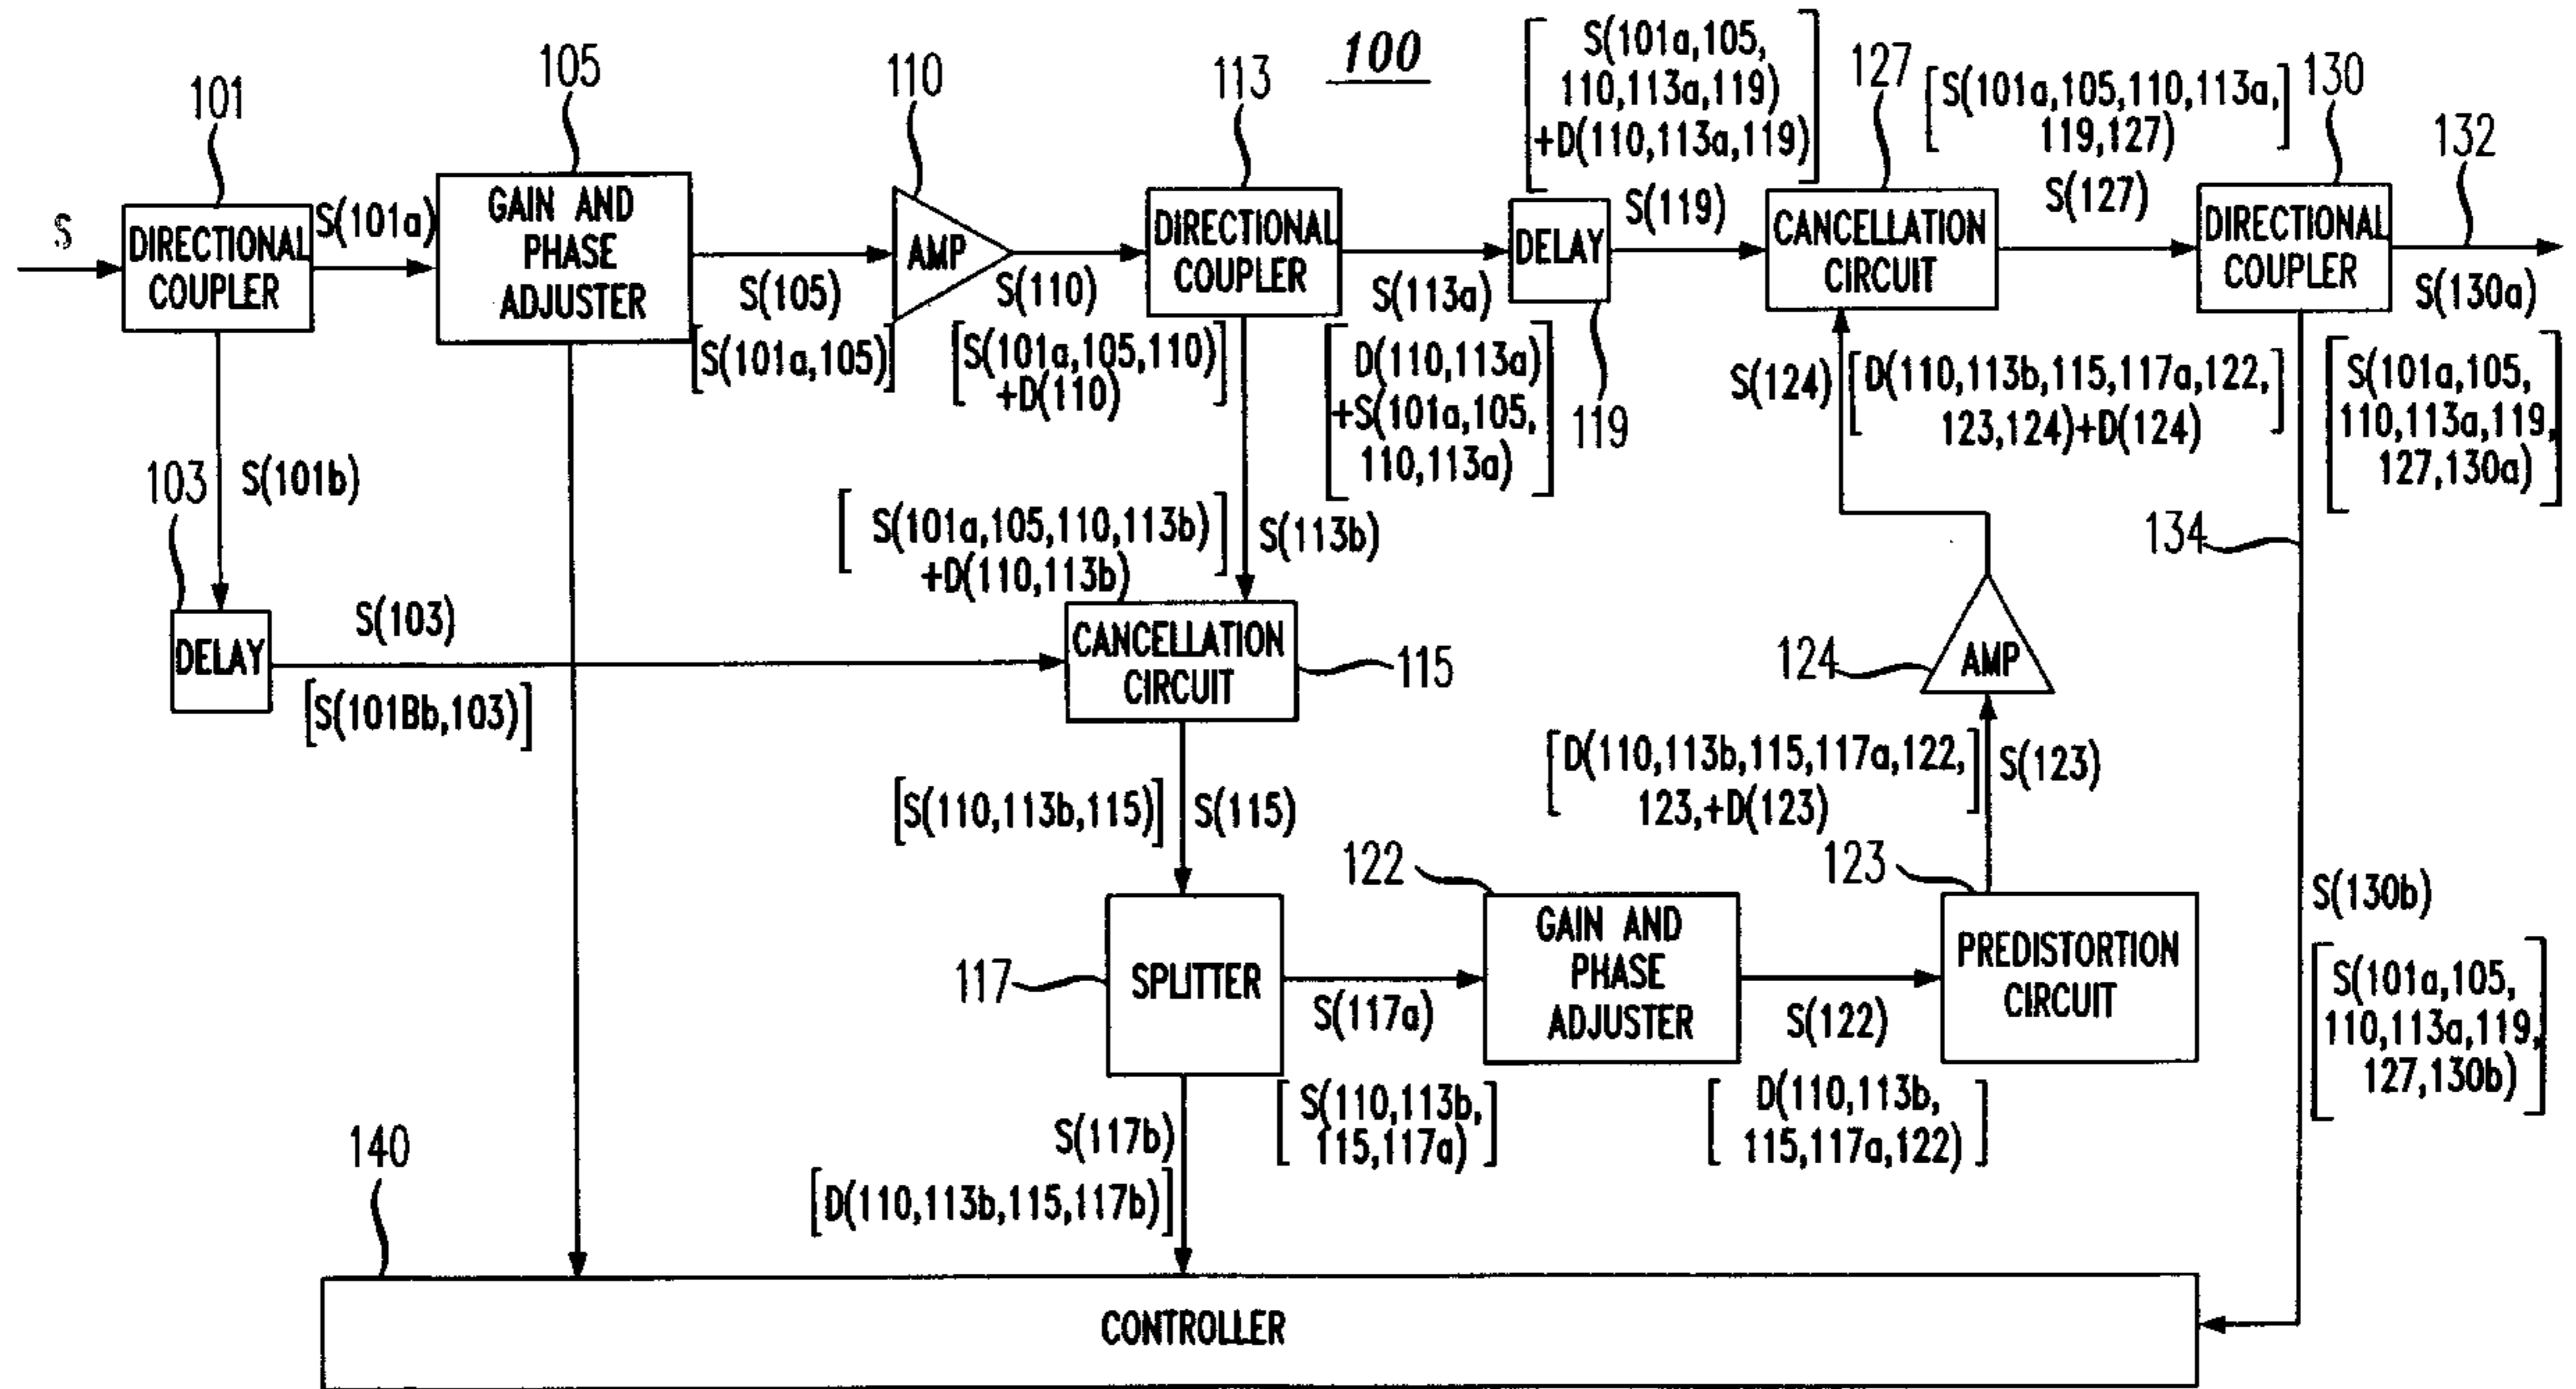 100
S
101
DIRECTIONAL
COUPLER
S(101a)
S(101b)
103
DELAY
S(103)
[S(101Bb,103)]
105
GAIN AND
PHASE
ADJUSTER
S(105)
[S(101a,105)]
110
AMP
S(110)
[S(101a,105,110)
+D(110)]
113
DIRECTIONAL
COUPLER
S(113a)
[D(110,113a)
+S(101a,105,
110,113a)]
[S(101a,105,110,113b)
+D(110,113b)]
S(113b)
CANCELLATION
CIRCUIT
115
[S(110,113b,115)]
S(115)
117
SPLITTER
S(117a)
[S(110,113b,
115,117a)]
S(117b)
[D(110,113b,115,117b)]
[S(101a,105,
110,113a,119)
+D(110,113a,119)]
DELAY
119
S(119)
127
CANCELLATION
CIRCUIT
[S(101a,105,110,113a,
119,127)]
S(127)
130
DIRECTIONAL
COUPLER
132
S(130a)
[S(101a,105,
110,113a,119,
127,130a)]
134
S(124)
[D(110,113b,115,117a,122,
123,124)+D(124)]
124
AMP
[D(110,113b,115,117a,122,
123,+D(123)]
S(123)
122
GAIN AND
PHASE
ADJUSTER
S(122)
[D(110,113b,
115,117a,122)]
123
PREDISTORTION
CIRCUIT
S(130b)
[S(101a,105,
110,113a,119,
127,130b)]
140
CONTROLLER